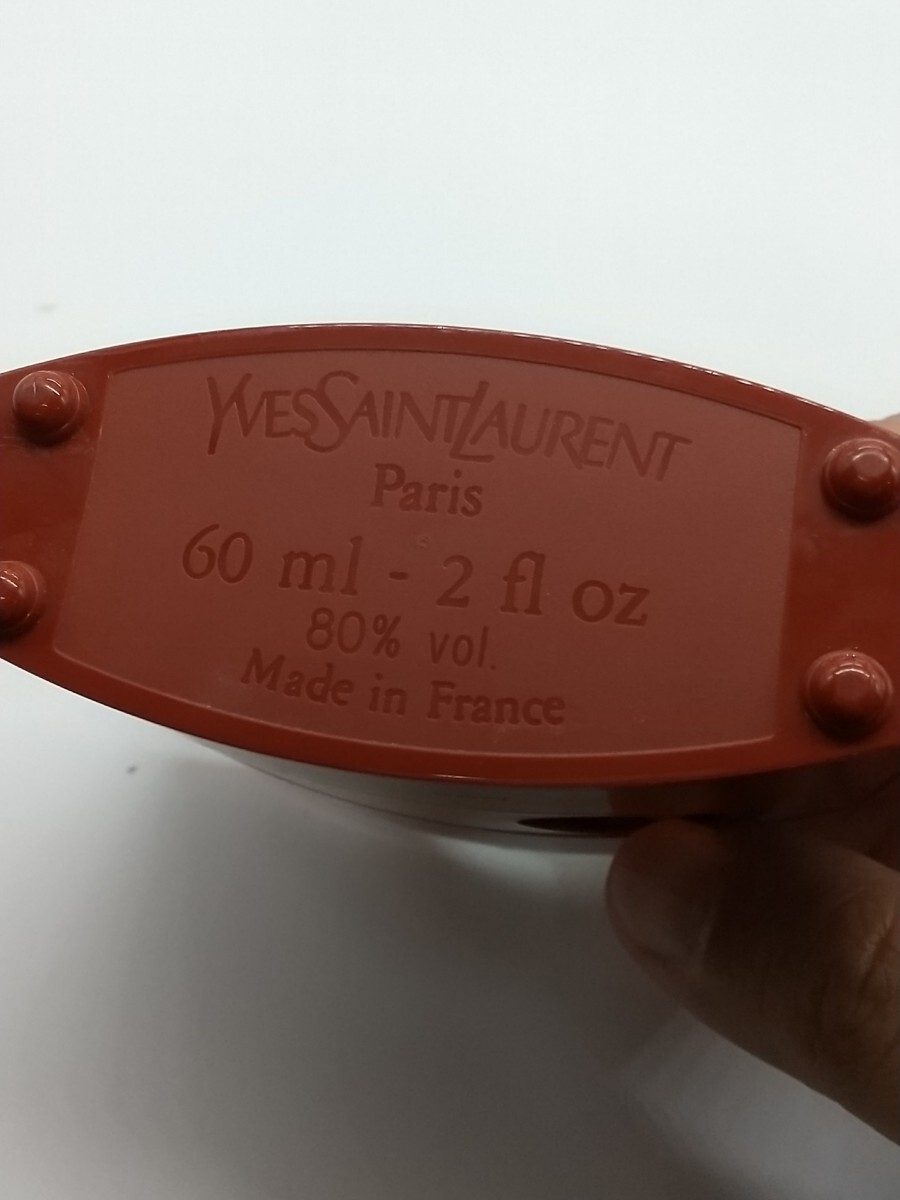 YVESSAINTLAURENT
Paris
e
60 ml - 2 fl oz
80% vol.
Made in France